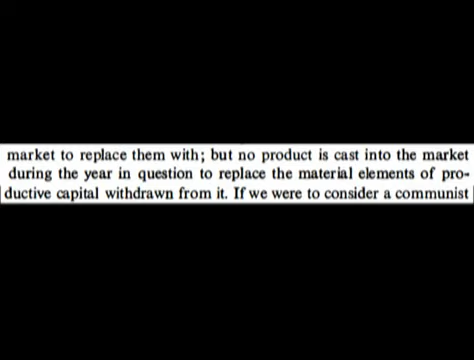 market to replace them with; but no product is cast into the market
during the year in question to replace the material elements of pro-
ductive capital withdrawn from it. If we were to consider a communist